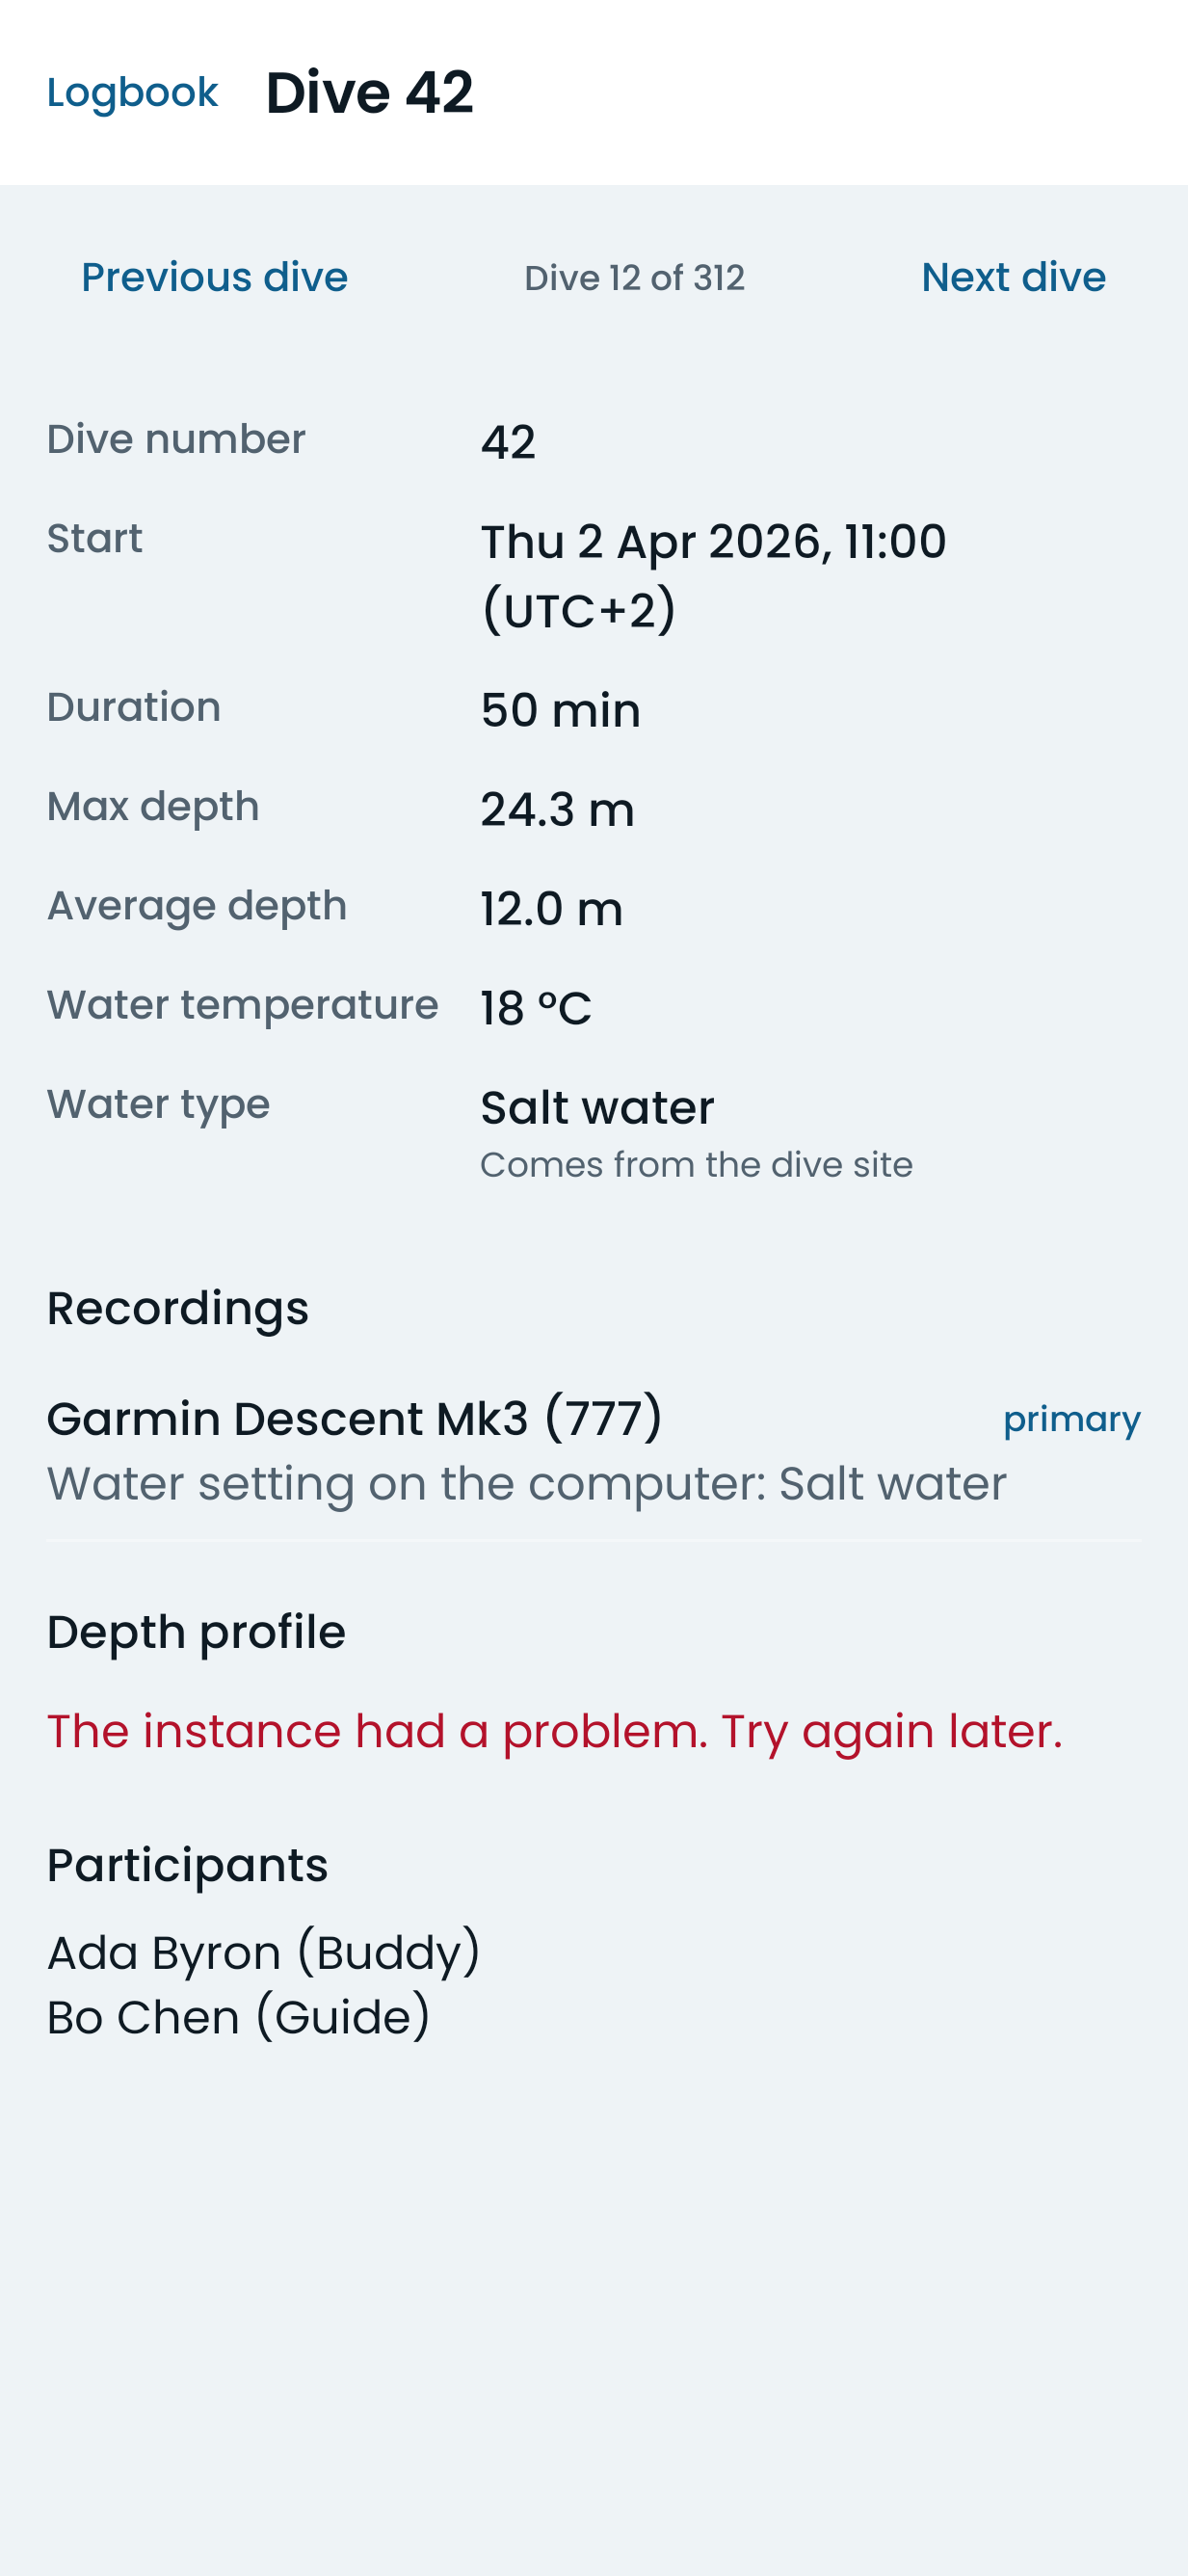 Logbook Dive 42
Previous dive Dive 12 of 312 Next dive
Dive number 42
Start Thu 2 Apr 2026, 11:00
(UTC+2)
Duration 50 min
Max depth 24.3 m
Average depth 12.0 m
Water temperature 18 °C
Water type Salt water
Comes from the dive site
Recordings
Garmin Descent Mk3 (777) primary
Water setting on the computer: Salt water
Depth profile
The instance had a problem. Try again later.
Participants
Ada Byron (Buddy)
Bo Chen (Guide)